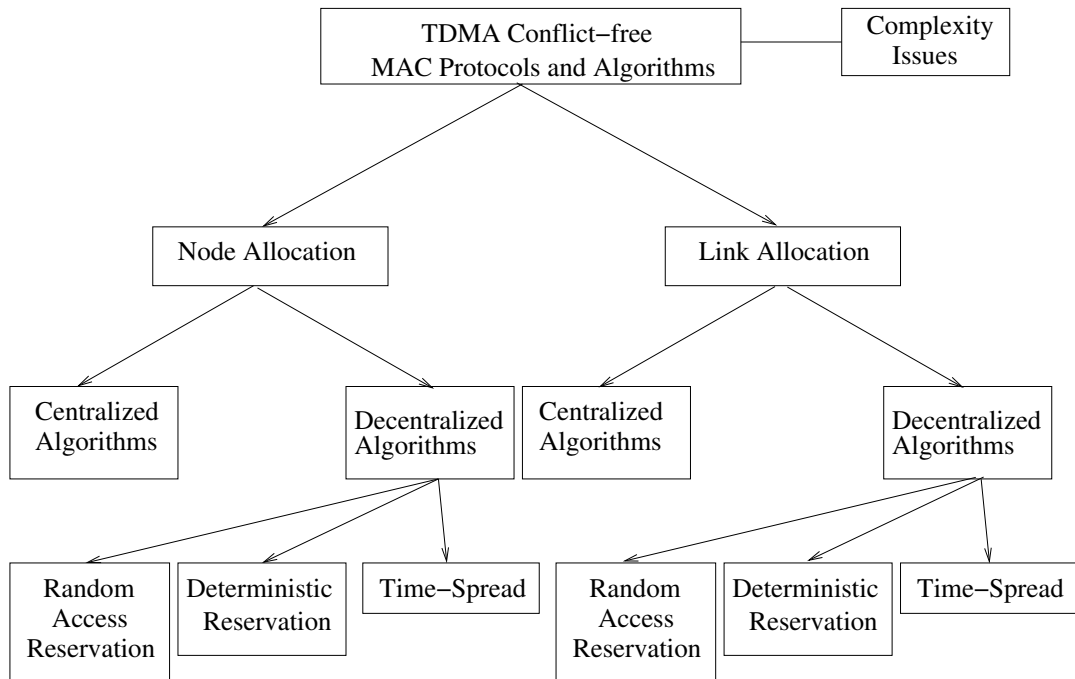 TDMA Conflict−free
MAC Protocols and Algorithms
Complexity
Issues
Node Allocation
Link Allocation
Centralized
Algorithms
Decentralized
Algorithms
Centralized
Algorithms
Decentralized
Algorithms
Random
Access
Reservation
Deterministic
Reservation
Time−Spread
Random
Access
Reservation
Deterministic
Reservation
Time−Spread